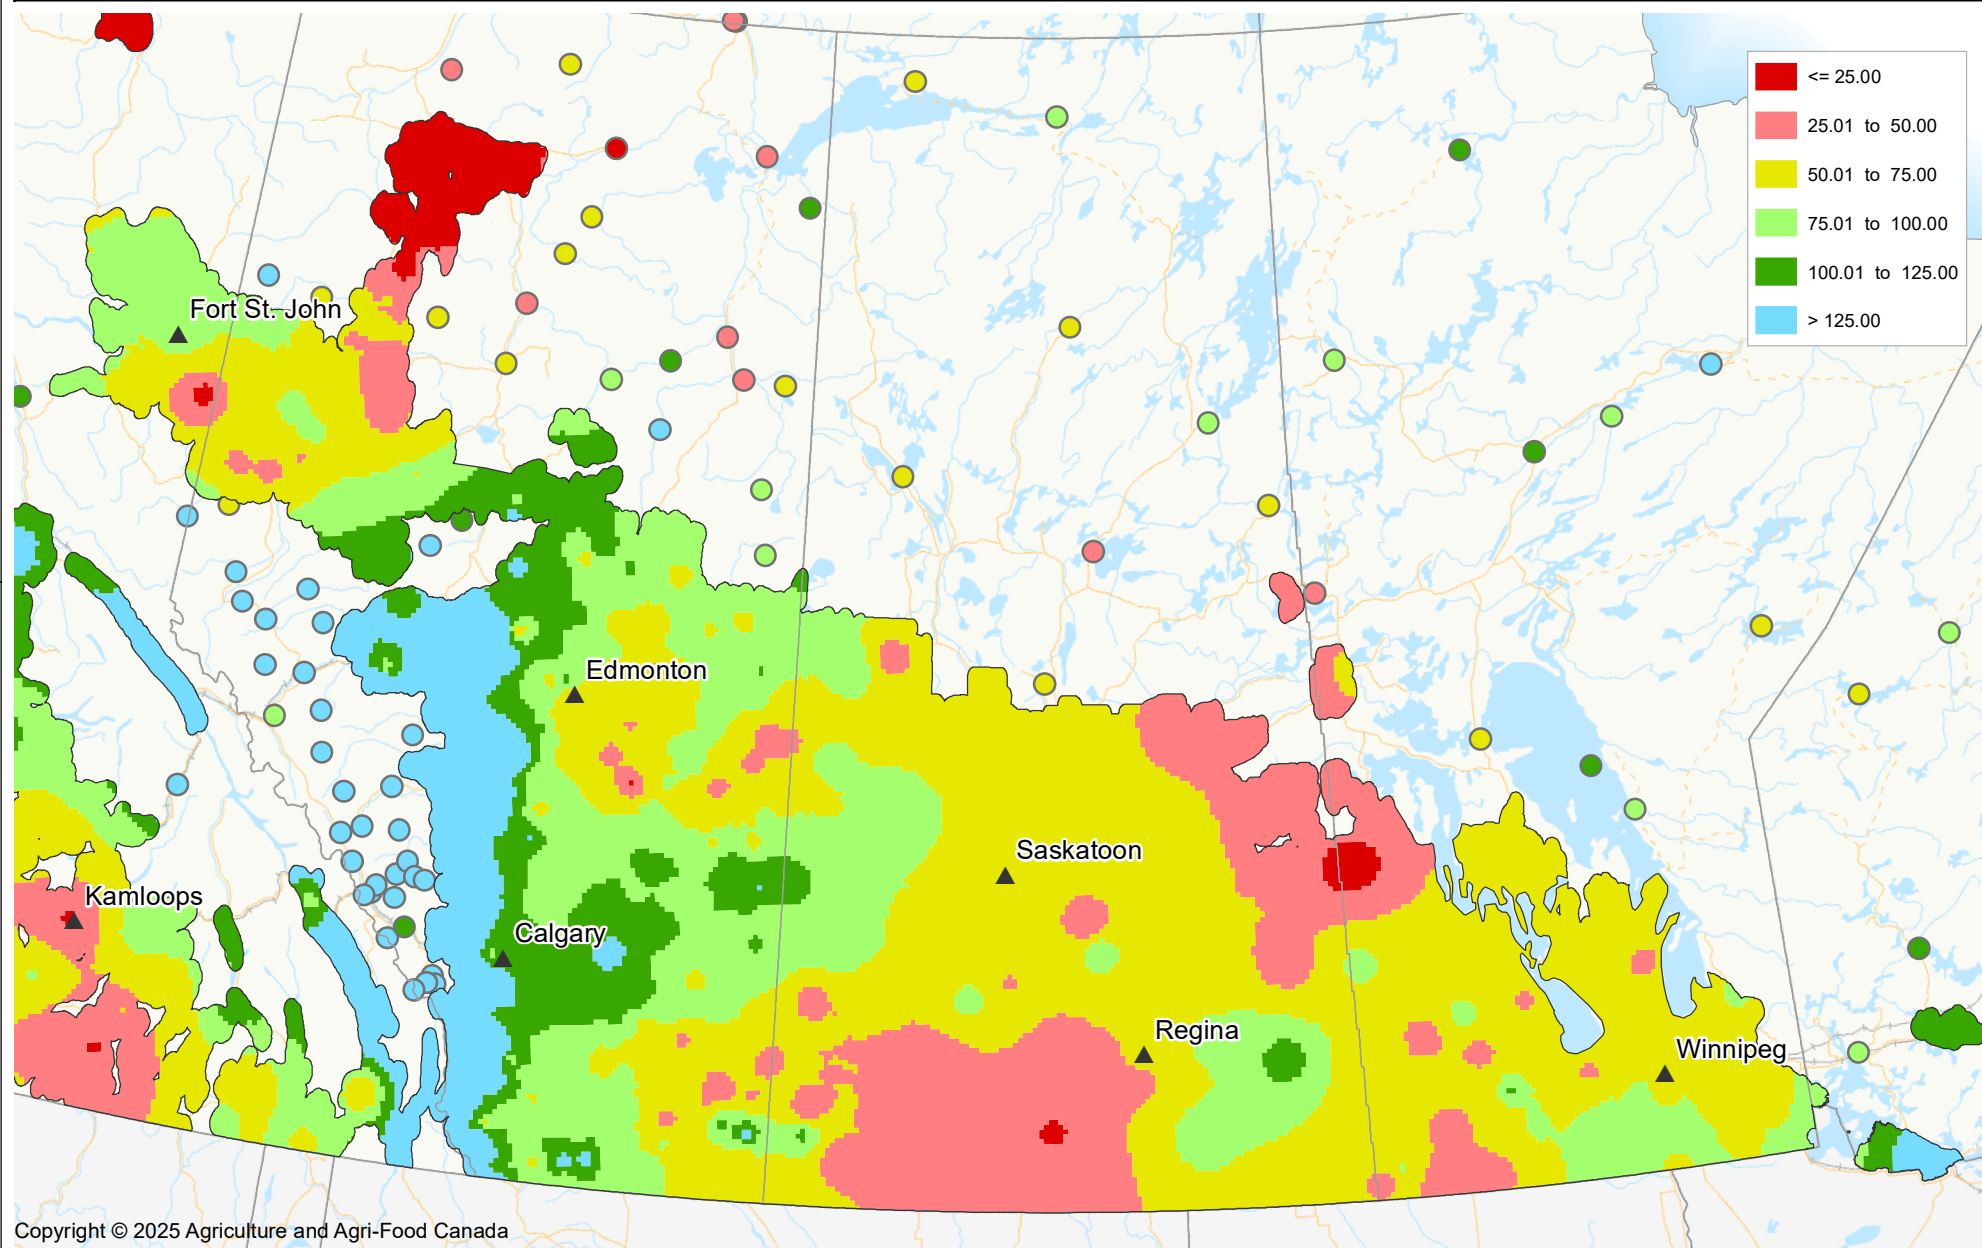 <= 25.00
25.01 to 50.00
50.01 to 75.00
75.01 to 100.00
100.01 to 125.00
> 125.00
Fort St. John
Edmonton
Saskatoon
Kamloops
Calgary
Regina
Winnipeg
Copyright © 2025 Agriculture and Agri-Food Canada